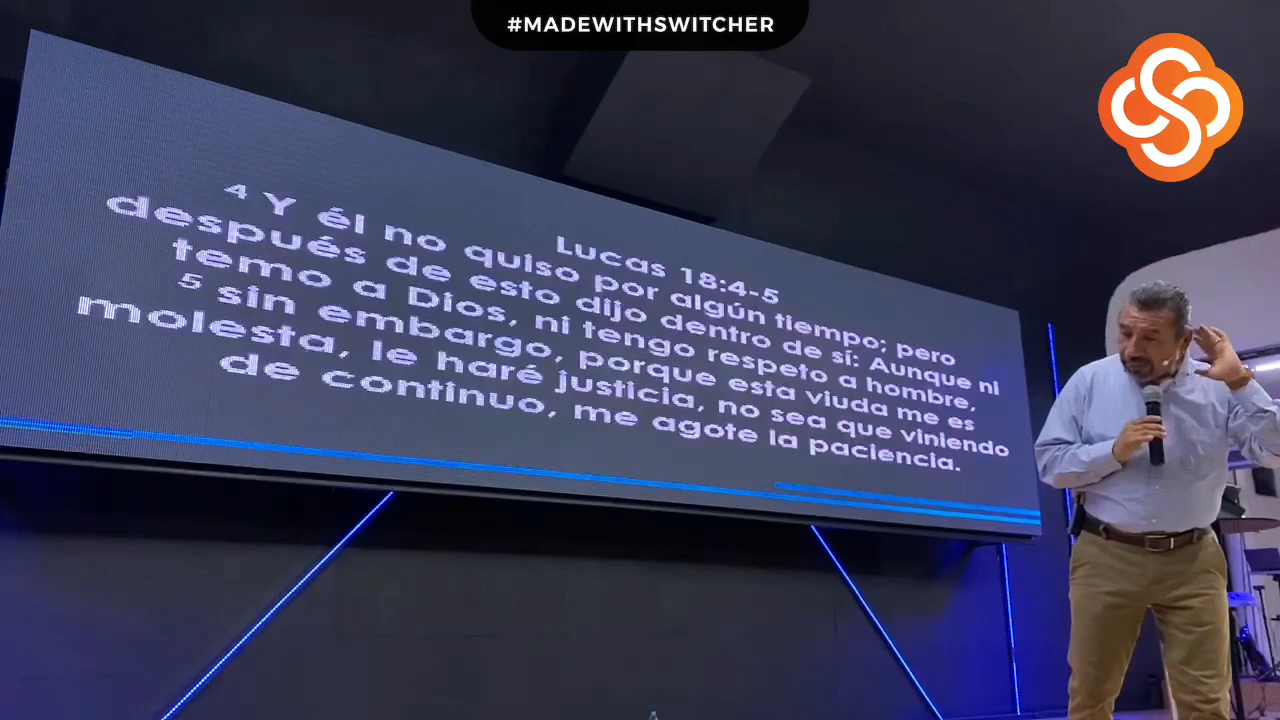 #MADEWITHSWITCHER
Lucas 18:4-5
4 Y él no quiso por algún tiempo; pero
después de esto dijo dentro de sí: Aunque ni
temo a Dios, ni tengo respeto a hombre,
5 sin embargo, porque esta viuda me es
molesta, le haré justicia, no sea que viniendo
de continuo, me agote la paciencia.